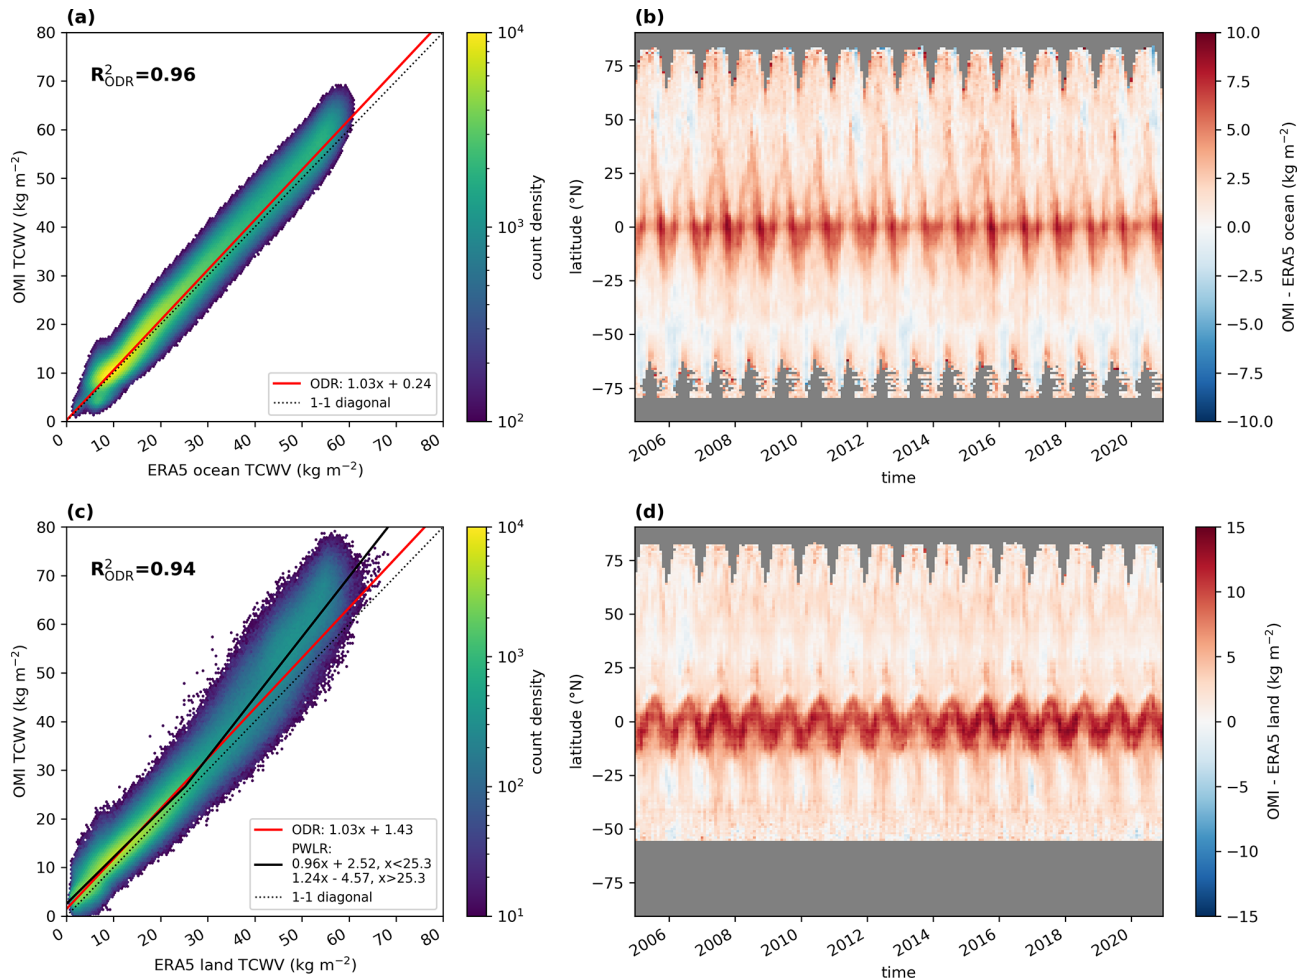 (a)
R²ODR=0.96
OMI TCWV (kg m⁻²)
80
70
60
50
40
30
20
10
0
0 10 20 30 40 50 60 70 80
ERA5 ocean TCWV (kg m⁻²)
ODR: 1.03x + 0.24
1-1 diagonal
10⁴
10³
10²
count density
(b)
latitude (°N)
75
50
25
0
−25
−50
−75
2006 2008 2010 2012 2014 2016 2018 2020
time
10.0
7.5
5.0
2.5
0.0
−2.5
−5.0
−7.5
−10.0
OMI - ERA5 ocean (kg m⁻²)
(c)
R²ODR=0.94
OMI TCWV (kg m⁻²)
80
70
60
50
40
30
20
10
0
0 10 20 30 40 50 60 70 80
ERA5 land TCWV (kg m⁻²)
ODR: 1.03x + 1.43
PWLR:
0.96x + 2.52, x<25.3
1.24x - 4.57, x>25.3
1-1 diagonal
10⁴
10³
10²
10¹
count density
(d)
latitude (°N)
75
50
25
0
−25
−50
−75
2006 2008 2010 2012 2014 2016 2018 2020
time
15
10
5
0
−5
−10
−15
OMI - ERA5 land (kg m⁻²)